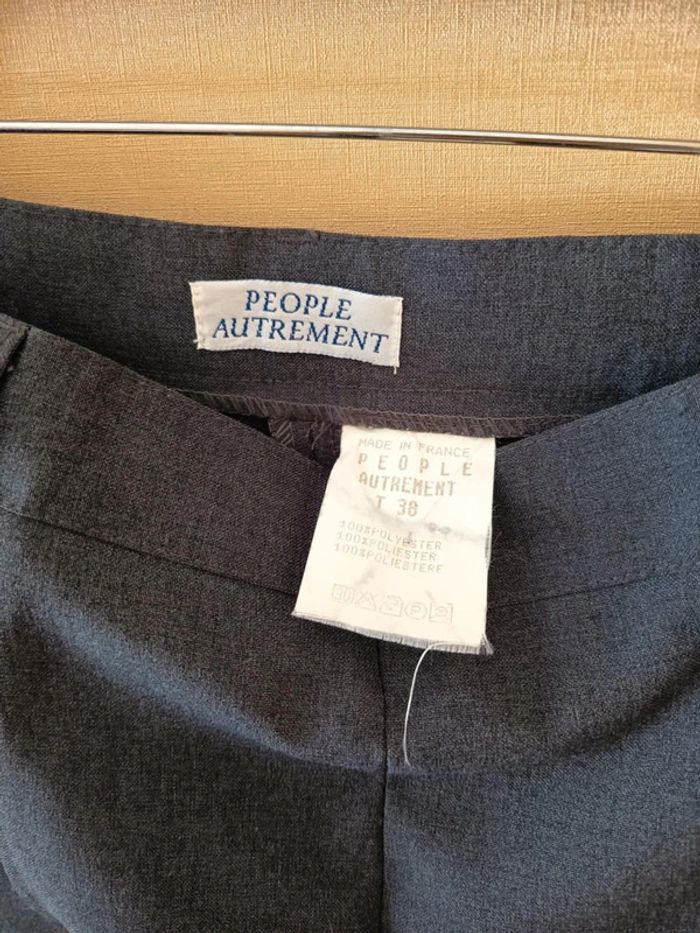 PEOPLE
AUTREMENT
MADE IN FRANCE
PEOPLE
AUTREMENT
T 38
100%POLYESTER
100%POLIESTER
100%POLIESTERE